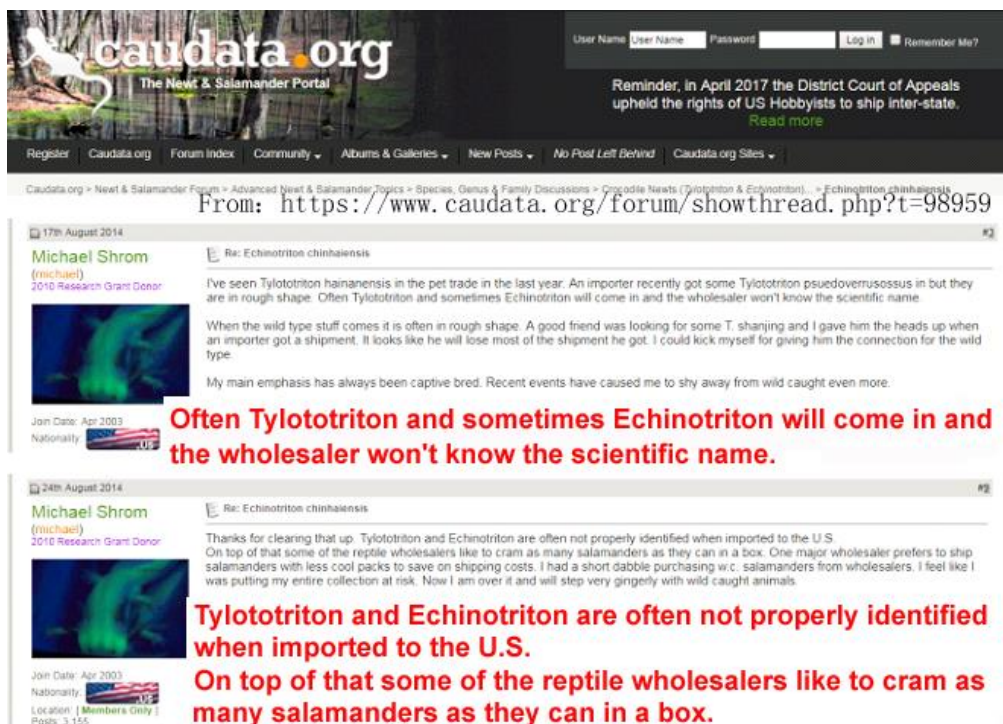 caudata.org
The Newt & Salamander Portal
User Name User Name Password Log in Remember Me?
Reminder, in April 2017 the District Court of Appeals
upheld the rights of US Hobbyists to ship inter-state.
Read more
Register Caudata.org Forum Index Community Albums & Galleries New Posts No Post Left Behind Caudata.org Sites
Caudata.org > Newt & Salamander Forum > Advanced Newt & Salamander Topics > Species, Genus & Family Discussions > Crocodile Newts (Tylototriton & Echinotriton)... > Echinotriton chinhaiensis
From: https://www.caudata.org/forum/showthread.php?t=98959
17th August 2014
Michael Shrom
(michael)
2010 Research Grant Donor
Re: Echinotriton chinhaiensis
I've seen Tylototriton hainanensis in the pet trade in the last year. An importer recently got some Tylototriton psuedoverrusossus in but they
are in rough shape. Often Tylototriton and sometimes Echinotriton will come in and the wholesaler won't know the scientific name.
When the wild type stuff comes it is often in rough shape. A good friend was looking for some T. shanjing and I gave him the heads up when
an importer got a shipment. It looks like he will lose most of the shipment he got. I could kick myself for giving him the connection for the wild
type.
My main emphasis has always been captive bred. Recent events have caused me to shy away from wild caught even more.
Join Date: Apr 2003
Nationality: .US
Often Tylototriton and sometimes Echinotriton will come in and
the wholesaler won't know the scientific name.
24th August 2014
Michael Shrom
(michael)
2010 Research Grant Donor
Re: Echinotriton chinhaiensis
Thanks for clearing that up. Tylototriton and Echinotriton are often not properly identified when imported to the U.S.
On top of that some of the reptile wholesalers like to cram as many salamanders as they can in a box. One major wholesaler prefers to ship
salamanders with less cool packs to save on shipping costs. I had a short dabble purchasing w.c. salamanders from wholesalers. I feel like I
was putting my entire collection at risk. Now I am over it and will step very gingerly with wild caught animals.
Tylototriton and Echinotriton are often not properly identified
when imported to the U.S.
On top of that some of the reptile wholesalers like to cram as
many salamanders as they can in a box.
Join Date: Apr 2003
Nationality: .US
Location: [ Members Only ]
Posts: 3,155